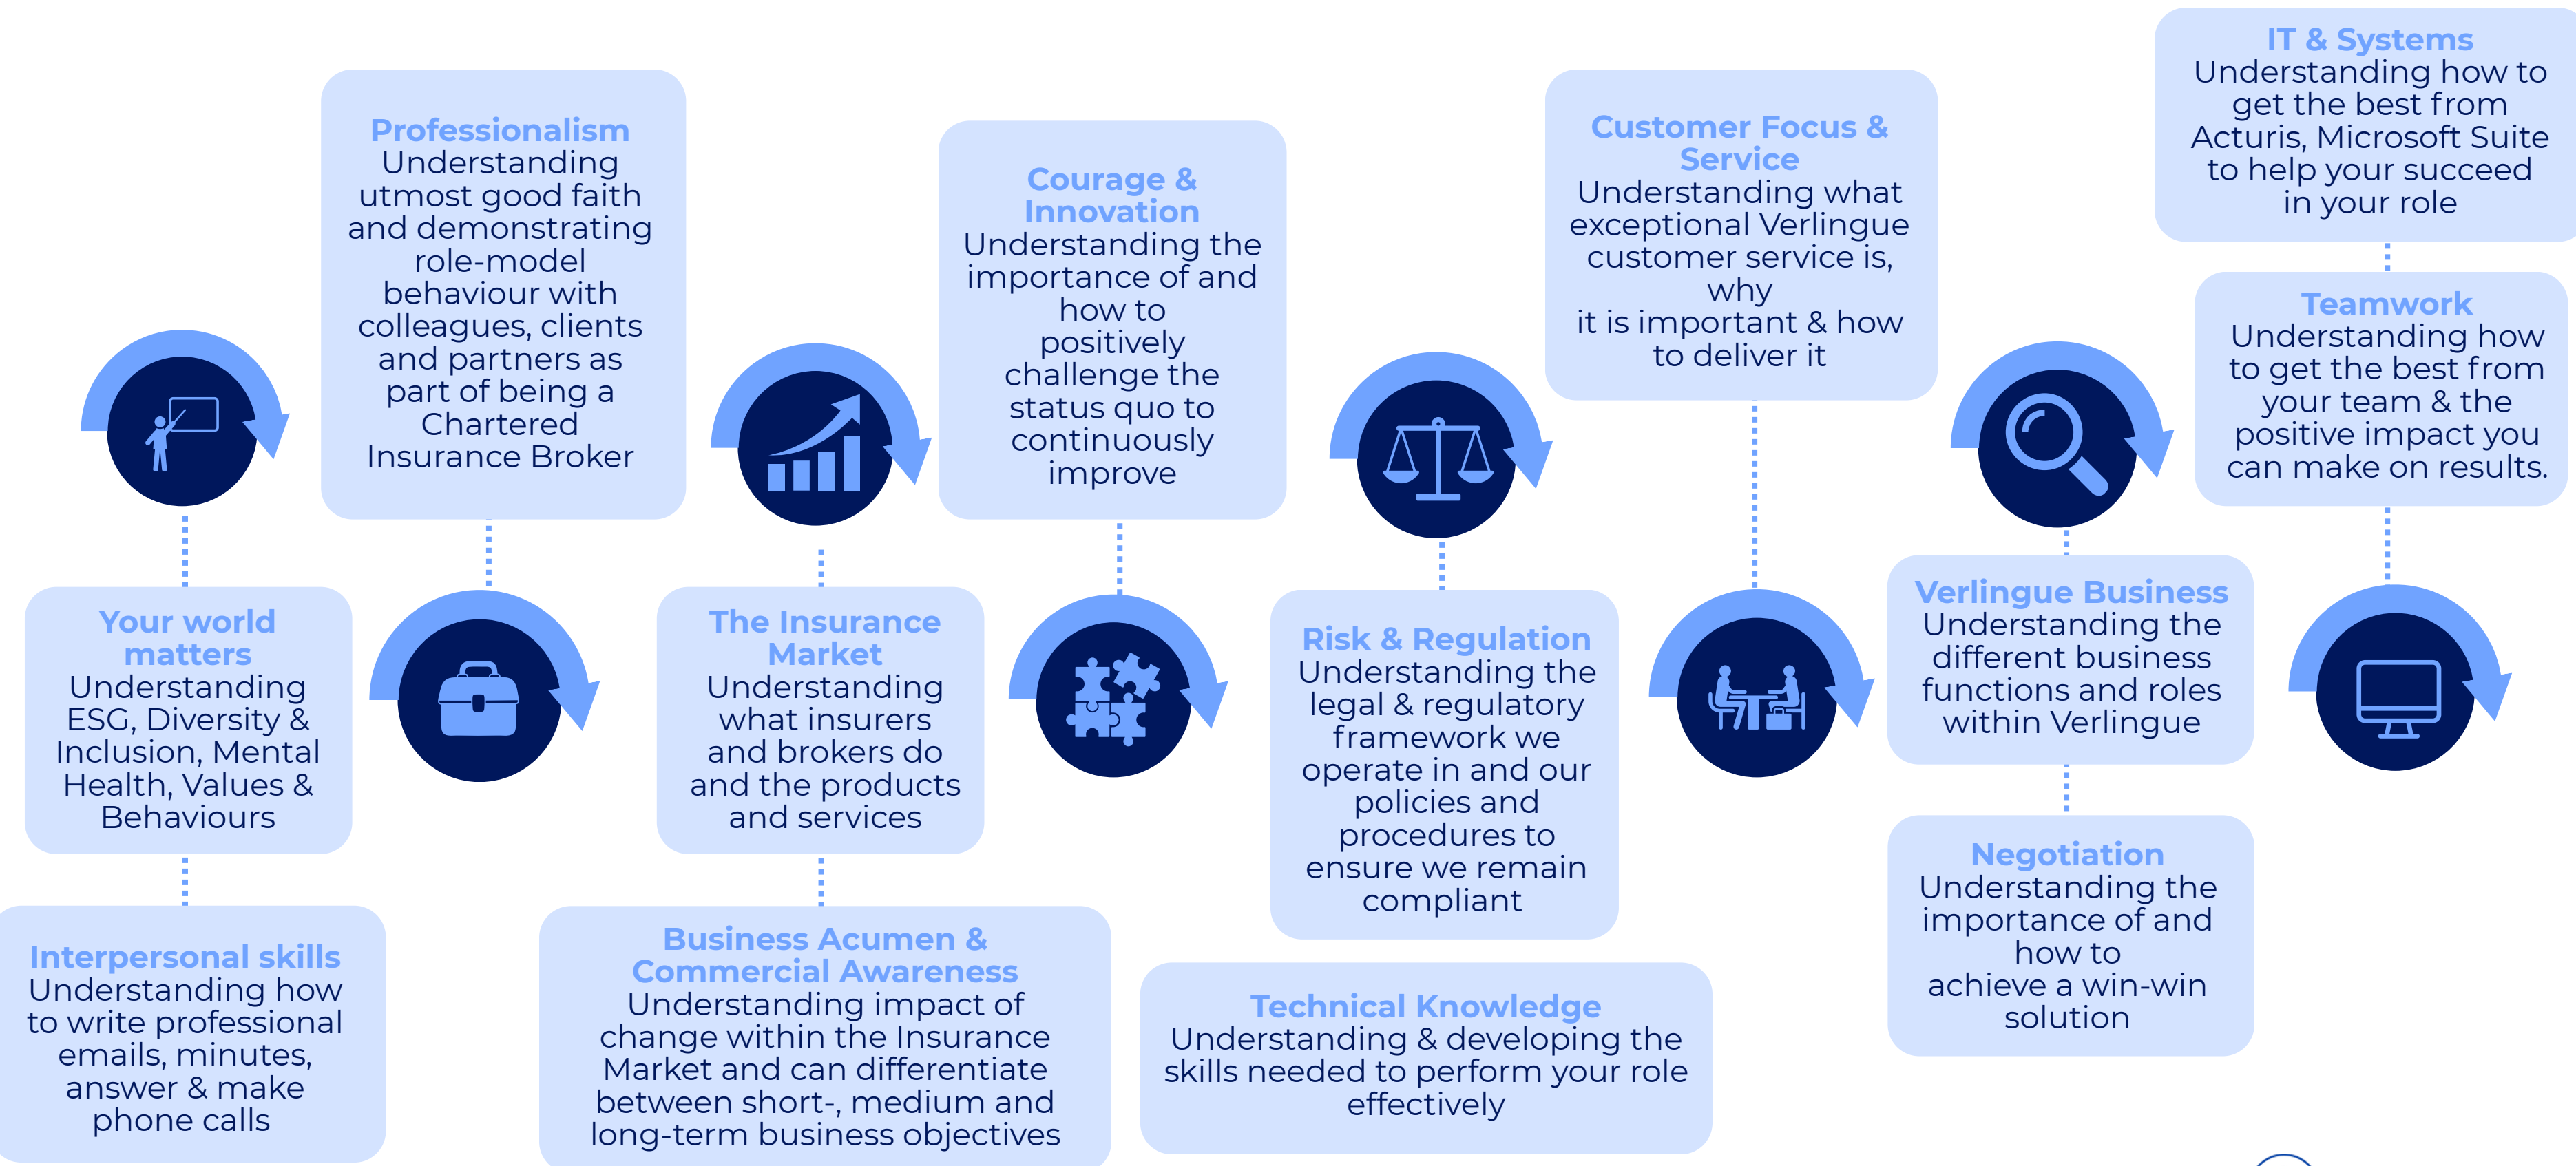 Your world
matters
Understanding
ESG, Diversity &
Inclusion, Mental
Health, Values &
Behaviours
Interpersonal skills
Understanding how
to write professional
emails, minutes,
answer & make
phone calls
Professionalism
Understanding
utmost good faith
and demonstrating
role-model
behaviour with
colleagues, clients
and partners as
part of being a
Chartered
Insurance Broker
The Insurance
Market
Understanding
what insurers
and brokers do
and the products
and services
Business Acumen &
Commercial Awareness
Understanding impact of
change within the Insurance
Market and can differentiate
between short-, medium and
long-term business objectives
Courage &
Innovation
Understanding the
importance of and
how to
positively
challenge the
status quo to
continuously
improve
Risk & Regulation
Understanding the
legal & regulatory
framework we
operate in and our
policies and
procedures to
ensure we remain
compliant
Technical Knowledge
Understanding & developing the
skills needed to perform your role
effectively
Customer Focus &
Service
Understanding what
exceptional Verlingue
customer service is,
why
it is important & how
to deliver it
Verlingue Business
Understanding the
different business
functions and roles
within Verlingue
Negotiation
Understanding the
importance of and
how to
achieve a win-win
solution
IT & Systems
Understanding how to
get the best from
Acturis, Microsoft Suite
to help your succeed
in your role
Teamwork
Understanding how
to get the best from
your team & the
positive impact you
can make on results.